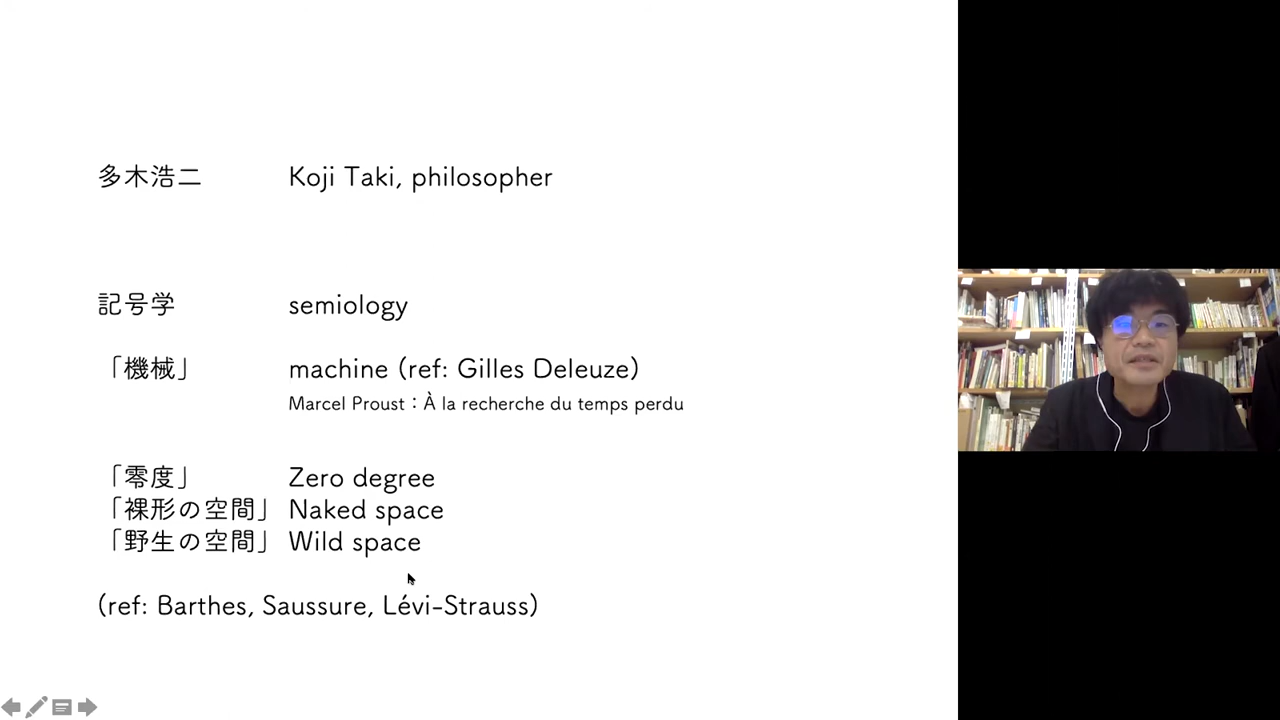 多木浩二 Koji Taki, philosopher
記号学 semiology
「機械」 machine (ref: Gilles Deleuze)
Marcel Proust：À la recherche du temps perdu
「零度」 Zero degree
「裸形の空間」 Naked space
「野生の空間」 Wild space
(ref: Barthes, Saussure, Lévi-Strauss)